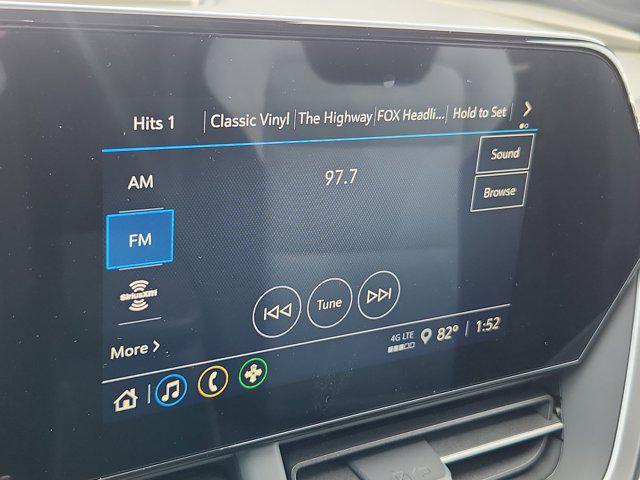 Hits 1 Classic Vinyl The Highway FOX Headli... Hold to Set
AM
97.7
Sound
Browse
FM
SiriusXM
Tune
More
4G LTE 82° 1:52